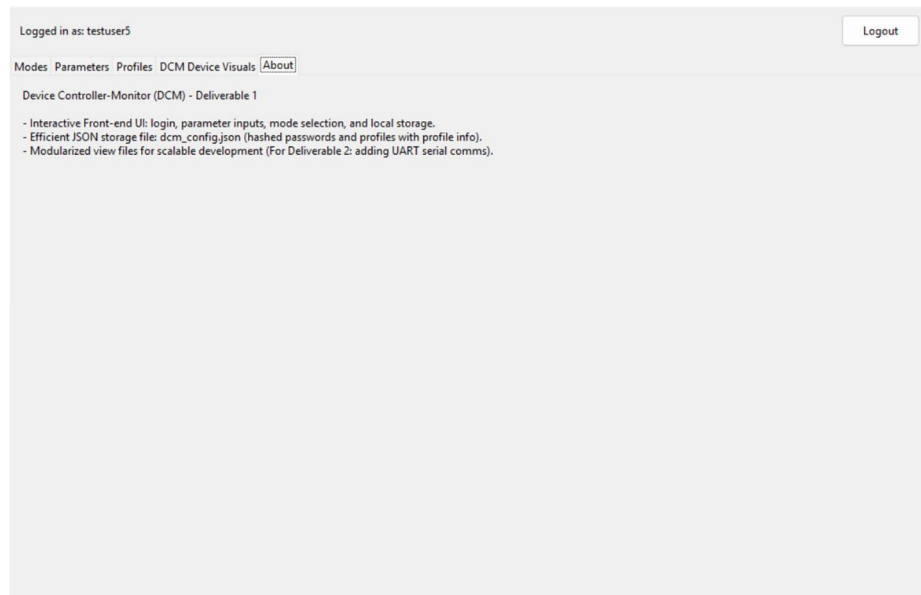 Logged in as: testuser5
Logout
Modes Parameters Profiles DCM Device Visuals About
Device Controller-Monitor (DCM) - Deliverable 1
- Interactive Front-end UI: login, parameter inputs, mode selection, and local storage.
- Efficient JSON storage file: dcm_config.json (hashed passwords and profiles with profile info).
- Modularized view files for scalable development (For Deliverable 2: adding UART serial comms).